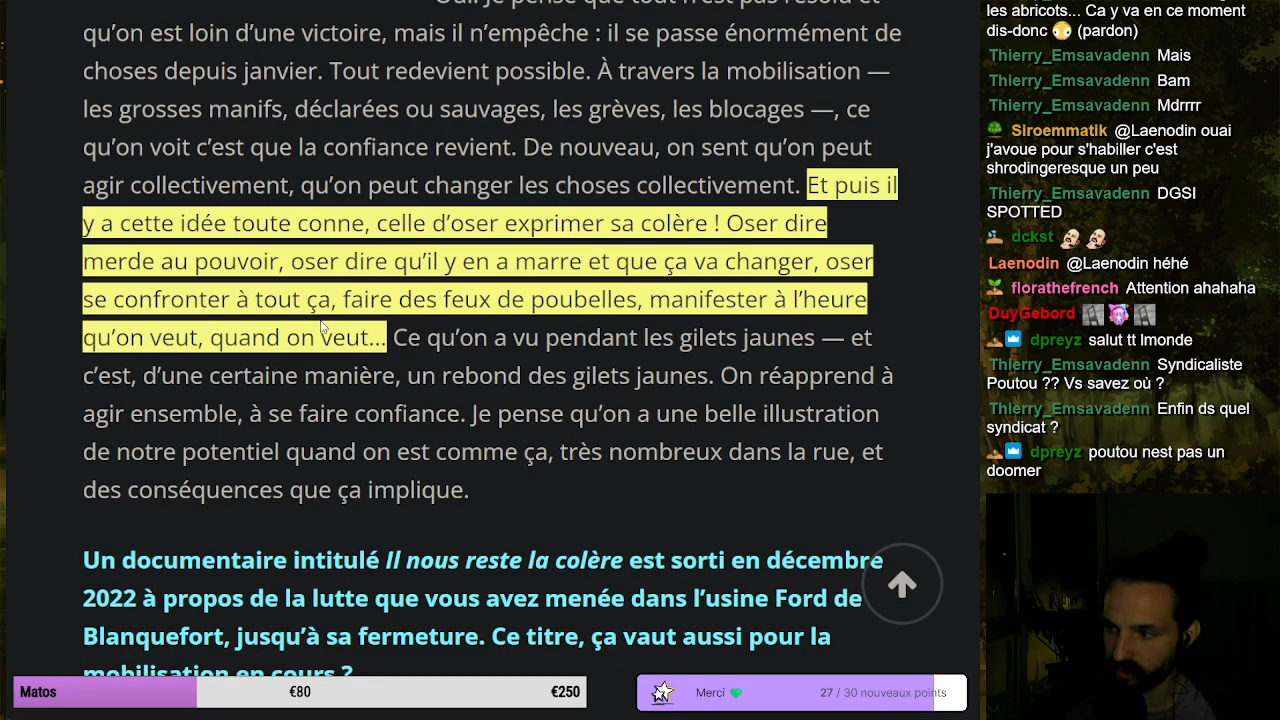 qu'on est loin d'une victoire, mais il n'empêche : il se passe énormément de
choses depuis janvier. Tout redevient possible. À travers la mobilisation —
les grosses manifs, déclarées ou sauvages, les grèves, les blocages —, ce
qu'on voit c'est que la confiance revient. De nouveau, on sent qu'on peut
agir collectivement, qu'on peut changer les choses collectivement. Et puis il
y a cette idée toute conne, celle d'oser exprimer sa colère ! Oser dire
merde au pouvoir, oser dire qu'il y en a marre et que ça va changer, oser
se confronter à tout ça, faire des feux de poubelles, manifester à l'heure
qu'on veut, quand on veut… Ce qu'on a vu pendant les gilets jaunes — et
c'est, d'une certaine manière, un rebond des gilets jaunes. On réapprend à
agir ensemble, à se faire confiance. Je pense qu'on a une belle illustration
de notre potentiel quand on est comme ça, très nombreux dans la rue, et
des conséquences que ça implique.
Un documentaire intitulé Il nous reste la colère est sorti en décembre
2022 à propos de la lutte que vous avez menée dans l'usine Ford de
Blanquefort, jusqu'à sa fermeture. Ce titre, ça vaut aussi pour la
mobilisation en cours ?
Matos €80 €250
Merci 27 / 30 nouveaux points
les abricots... Ca y va en ce moment
dis-donc (pardon)
Thierry_Emsavadenn Mais
Thierry_Emsavadenn Bam
Thierry_Emsavadenn Mdrrr
Siroemmatik @Laenodin ouai
j'avoue pour s'habiller c'est
shrodingeresque un peu
Thierry_Emsavadenn DGSI
SPOTTED
dckst
Laenodin @Laenodin héhé
florathefrench Attention ahahaha
DuyGebord
dpreyz salut tt lmonde
Thierry_Emsavadenn Syndicaliste
Poutou ?? Vs savez où ?
Thierry_Emsavadenn Enfin ds quel
syndicat ?
dpreyz poutou nest pas un
doomer